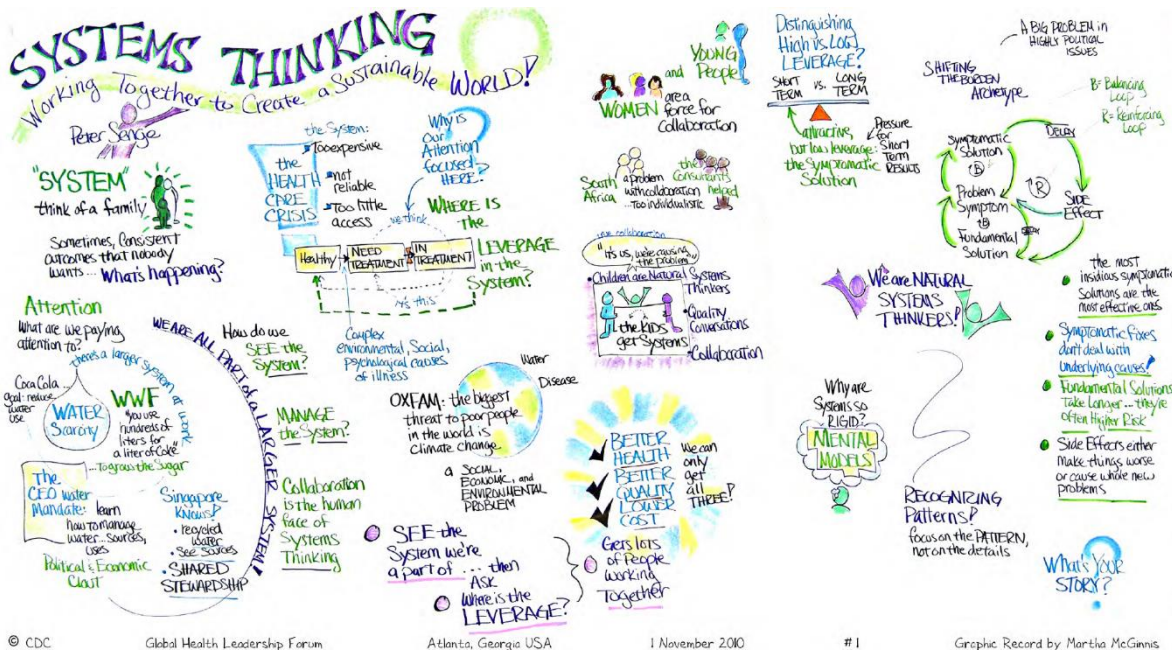 SYSTEMS THINKING
Working Together to Create a Sustainable WORLD!
Peter Senge
"SYSTEM"
think of a family
Sometimes, Consistent
outcomes that nobody
wants... What's happening?
Attention
What are we paying
attention to?
there's a larger system at work
Coca Cola...
goal: reduce
water
use
WATER
Scarcity
WWF
"you use
hundreds of
liters for
a liter of Coke"
...to grow the Sugar
The
CEO water
Mandate:
learn
how to manage
water... sources,
uses
Political & Economic
Clout
Singapore
KNOWS!
• recycled
water
• See Sources
• SHARED
STEWARDSHIP
WE ARE ALL PART of a LARGER SYSTEM!
the System:
the
HEALTH
CARE
CRISIS
Too expensive
not
reliable
Too little
access
Why is
Our
Attention
focused
HERE?
we think
WHERE IS
the
LEVERAGE
in the
System?
Healthy
NEED
TREATMENT
IN
TREATMENT
it's this
Complex
environmental, Social,
psychological causes
of illness
How do we
SEE the
System?
MANAGE
the System?
Collaboration
is the human
face of
Systems
Thinking
Water
Disease
OXFAM: the biggest
threat to poor people
in the world is
climate change
a SOCIAL,
ECONOMIC, and
ENVIRONMENTAL
PROBLEM
SEE the
System we're
a part of ... then
ASK
Where is the
LEVERAGE?
YOUNG
and People
WOMEN
are a
force for
Collaboration
South
Africa
a problem
with collaboration
... Too individualistic
the
Consultants
helped
true collaboration
"it's us, we're causing
the problem"
• Children are Natural Systems
Thinkers
the KIDS
get Systems
• Quality
Conversations
• Collaboration
BETTER
HEALTH
BETTER
QUALITY
LOWER
COST
We can
only
get
all
THREE!
Gets lots
of People
working
Together
Distinguishing
High vs. Low
LEVERAGE?
SHORT
TERM
vs.
LONG
TERM
attractive,
but low leverage:
the Symptomatic
Solution
Pressure
for
Short
Term
RESULTS
A BIG PROBLEM in
HIGHLY POLITICAL
ISSUES
SHIFTING
THE BURDEN
Archetype
B = Balancing
Loop
R = Reinforcing
Loop
Symptomatic
Solution
DELAY
B
R
Problem
Symptom
SIDE
EFFECT
B
Fundamental
Solution
We are NATURAL
SYSTEMS
THINKERS!
Why are
Systems so
RIGID?
MENTAL
MODELS
RECOGNIZING
Patterns!
focus on the PATTERN,
not on the details
the most
insidious symptomatic
Solutions are the
most effective ones
Symptomatic fixes
don't deal with
underlying causes!
Fundamental Solutions
Take Longer... they're
often Higher Risk
Side Effects either
make things worse
or cause whole new
problems
What's YOUR
STORY?
© CDC Global Health Leadership Forum Atlanta, Georgia USA 1 November 2010 #1 Graphic Record by Martha McGinnis